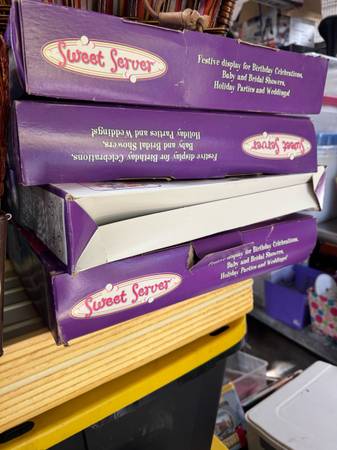 Sweet Server
Festive display for Birthday Celebrations,
Baby and Bridal Showers,
Holiday Parties and Weddings!
Sweet Server
Festive display for Birthday Celebrations,
Baby and Bridal Showers,
Holiday Parties and Weddings!
Sweet Server
display for Birthday Celebrations,
Baby and Bridal Showers,
Holiday Parties and Weddings!